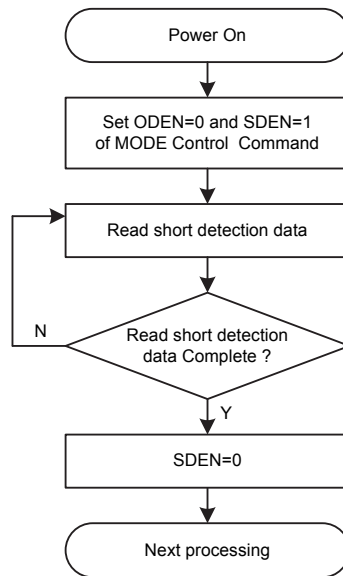 Power On
Set ODEN=0 and SDEN=1
of MODE Control Command
Read short detection data
N
Read short detection
data Complete ?
Y
SDEN=0
Next processing